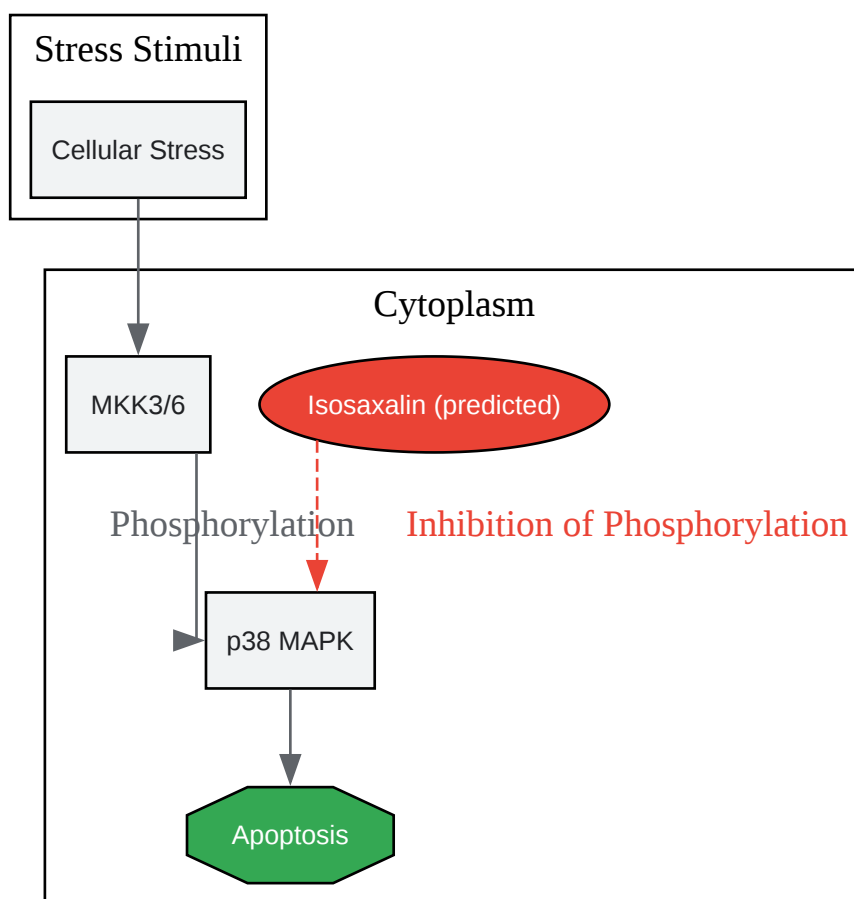 Stress Stimuli
Cellular Stress
Cytoplasm
MKK3/6
Isosaxalin (predicted)
Phosphorylation
Inhibition of Phosphorylation
p38 MAPK
Apoptosis